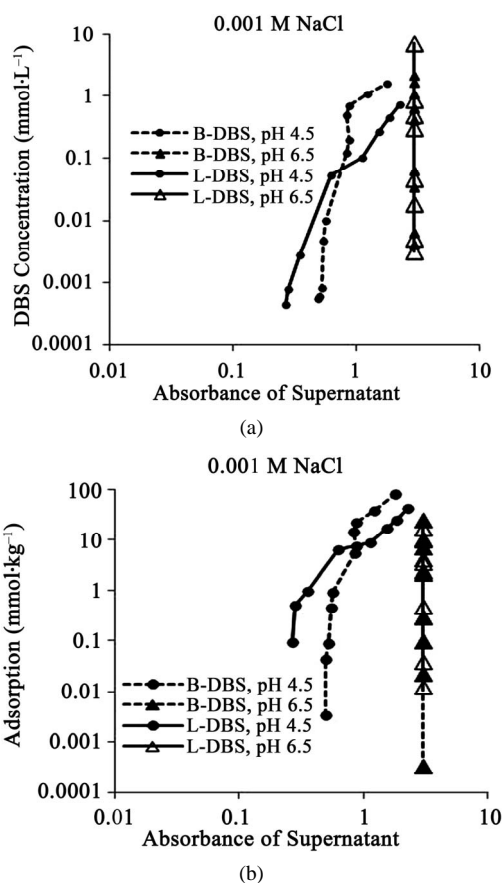 0.001 M NaCl
10
1
0.1
0.01
0.001
0.0001
DBS Concentration (mmol·L⁻¹)
B-DBS, pH 4.5
B-DBS, pH 6.5
L-DBS, pH 4.5
L-DBS, pH 6.5
0.01 0.1 1 10
Absorbance of Supernatant
(a)
0.001 M NaCl
100
10
1
0.1
0.01
0.001
0.0001
Adsorption (mmol·kg⁻¹)
B-DBS, pH 4.5
B-DBS, pH 6.5
L-DBS, pH 4.5
L-DBS, pH 6.5
0.01 0.1 1 10
Absorbance of Supernatant
(b)